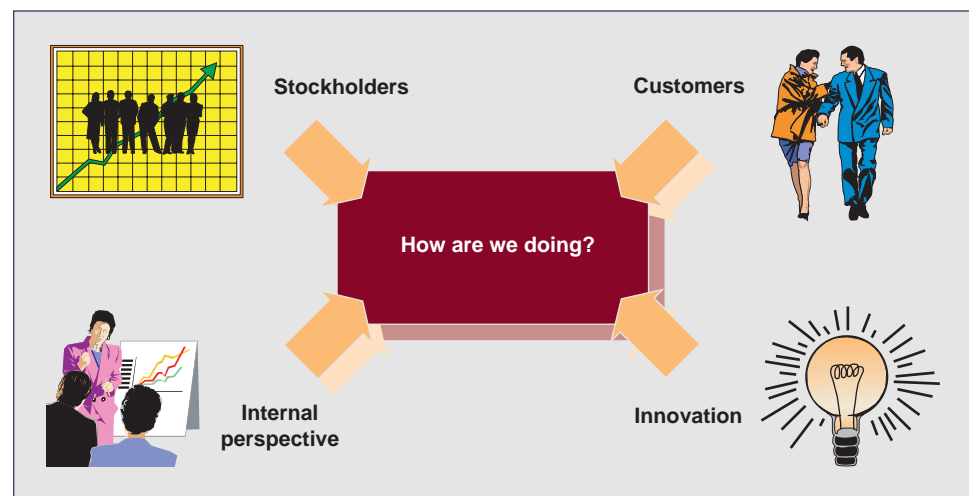 Stockholders
Customers
How are we doing?
Internal
perspective
Innovation